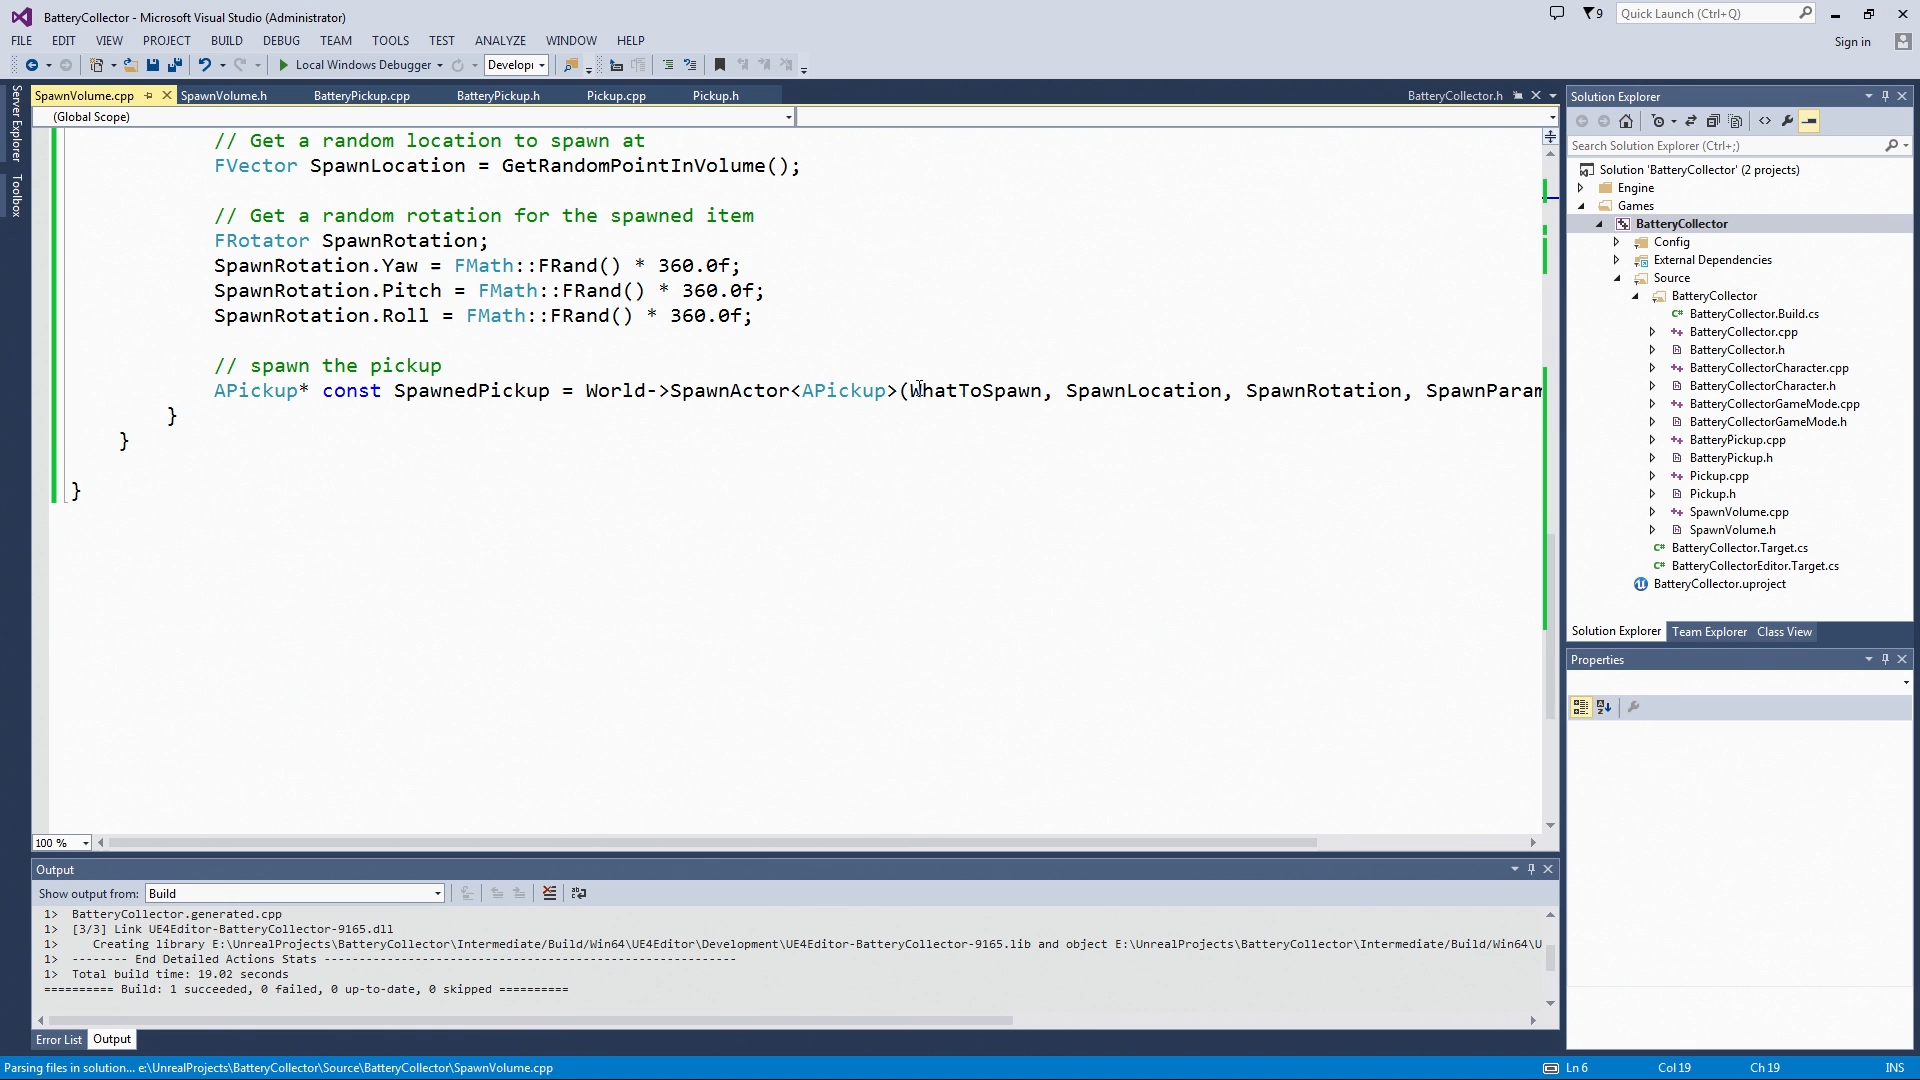 BatteryCollector - Microsoft Visual Studio (Administrator)
9
Quick Launch (Ctrl+Q)
FILE EDIT VIEW PROJECT BUILD DEBUG TEAM TOOLS TEST ANALYZE WINDOW HELP
Sign in
Local Windows Debugger
Develop
Server Explorer
Toolbox
SpawnVolume.cpp SpawnVolume.h BatteryPickup.cpp BatteryPickup.h Pickup.cpp Pickup.h BatteryCollector.h
(Global Scope)
// Get a random location to spawn at
FVector SpawnLocation = GetRandomPointInVolume();
// Get a random rotation for the spawned item
FRotator SpawnRotation;
SpawnRotation.Yaw = FMath::FRand() * 360.0f;
SpawnRotation.Pitch = FMath::FRand() * 360.0f;
SpawnRotation.Roll = FMath::FRand() * 360.0f;
// spawn the pickup
APickup* const SpawnedPickup = World->SpawnActor<APickup>(WhatToSpawn, SpawnLocation, SpawnRotation, SpawnParam
}
}
}
100 %
Output
Show output from: Build
1> BatteryCollector.generated.cpp
1> [3/3] Link UE4Editor-BatteryCollector-9165.dll
1> Creating library E:\UnrealProjects\BatteryCollector\Intermediate/Build/Win64\UE4Editor\Development\UE4Editor-BatteryCollector-9165.lib and object E:\UnrealProjects\BatteryCollector\Intermediate/Build/Win64\U
1> -------- End Detailed Actions Stats -----------------------------------------------------------
1> Total build time: 19.02 seconds
========== Build: 1 succeeded, 0 failed, 0 up-to-date, 0 skipped ==========
Error List Output
Solution Explorer
Search Solution Explorer (Ctrl+;)
Solution 'BatteryCollector' (2 projects)
Engine
Games
BatteryCollector
Config
External Dependencies
Source
BatteryCollector
BatteryCollector.Build.cs
BatteryCollector.cpp
BatteryCollector.h
BatteryCollectorCharacter.cpp
BatteryCollectorCharacter.h
BatteryCollectorGameMode.cpp
BatteryCollectorGameMode.h
BatteryPickup.cpp
BatteryPickup.h
Pickup.cpp
Pickup.h
SpawnVolume.cpp
SpawnVolume.h
BatteryCollector.Target.cs
BatteryCollectorEditor.Target.cs
BatteryCollector.uproject
Solution Explorer Team Explorer Class View
Properties
Parsing files in solution... e:\UnrealProjects\BatteryCollector\Source\BatteryCollector\SpawnVolume.cpp
Ln 6 Col 19 Ch 19 INS